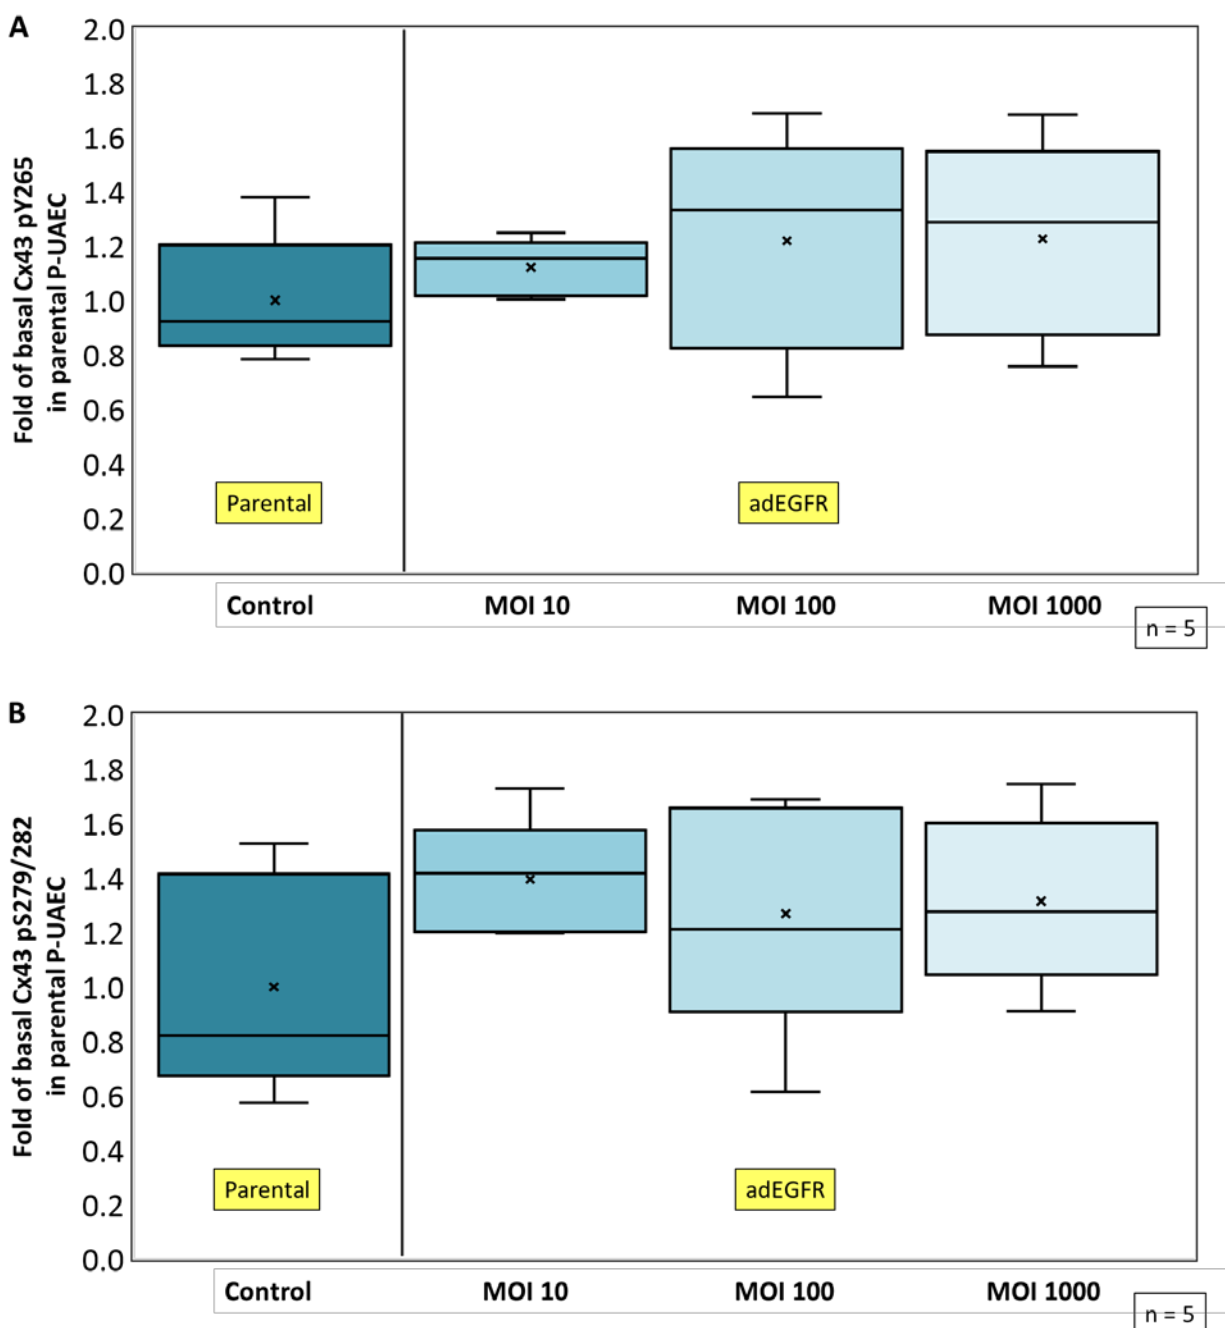 A
Fold of basal Cx43 pY265
in parental P-UAEC
2.0
1.8
1.6
1.4
1.2
1.0
0.8
0.6
0.4
0.2
0.0
Parental
adEGFR
Control MOI 10 MOI 100 MOI 1000
n = 5
B
Fold of basal Cx43 pS279/282
in parental P-UAEC
2.0
1.8
1.6
1.4
1.2
1.0
0.8
0.6
0.4
0.2
0.0
Parental
adEGFR
Control MOI 10 MOI 100 MOI 1000
n = 5